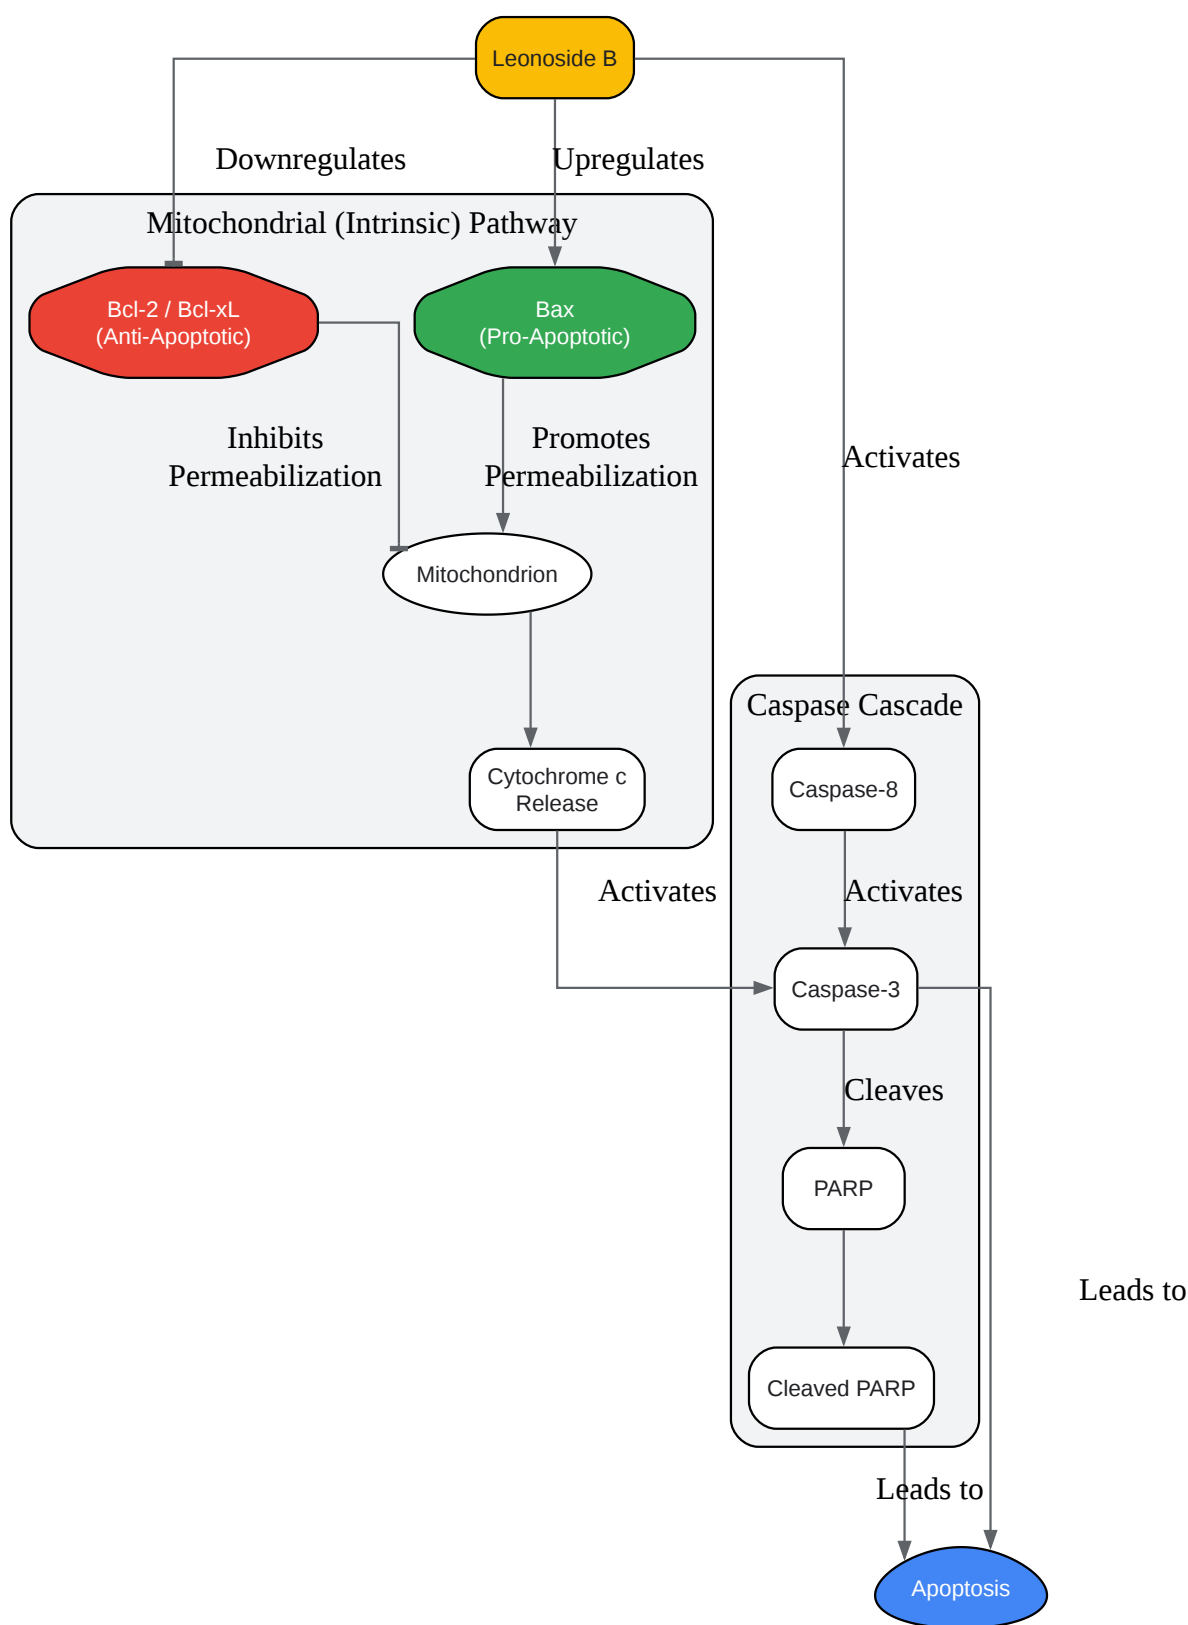 Leonoside B
Downregulates
Upregulates
Mitochondrial (Intrinsic) Pathway
Bcl-2 / Bcl-xL
(Anti-Apoptotic)
Bax
(Pro-Apoptotic)
Inhibits
Permeabilization
Promotes
Permeabilization
Activates
Mitochondrion
Caspase Cascade
Cytochrome c
Release
Caspase-8
Activates
Activates
Caspase-3
Cleaves
PARP
Leads to
Cleaved PARP
Leads to
Apoptosis